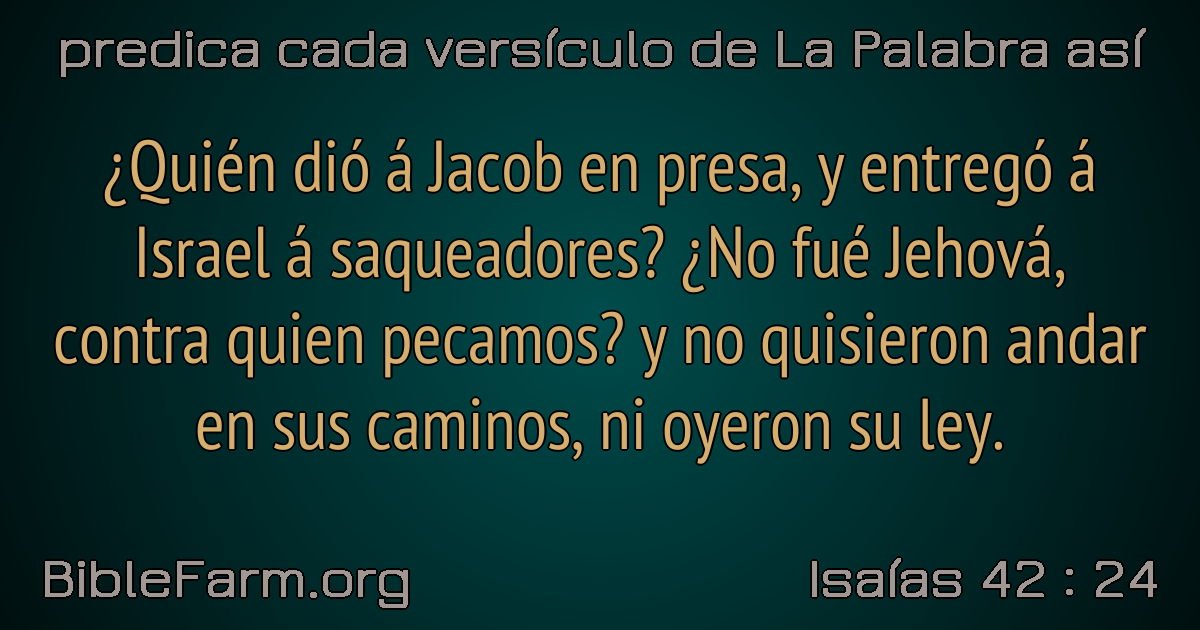 predica cada versículo de La Palabra así
¿Quién dió á Jacob en presa, y entregó á
Israel á saqueadores? ¿No fué Jehová,
contra quien pecamos? y no quisieron andar
en sus caminos, ni oyeron su ley.
BibleFarm.org
Isaías 42 : 24